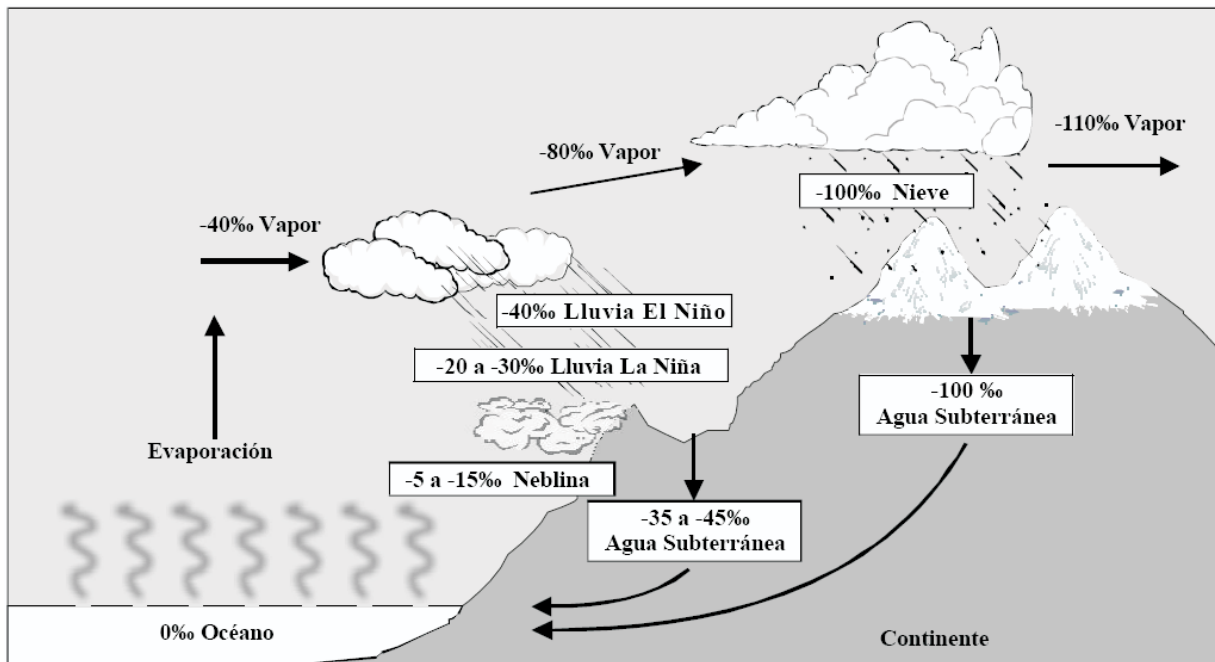 -110‰ Vapor
-80‰ Vapor
-100‰ Nieve
-40‰ Vapor
-40‰ Lluvia El Niño
-20 a -30‰ Lluvia La Niña
-100 ‰
Agua Subterránea
Evaporación
-5 a -15‰ Neblina
-35 a -45‰
Agua Subterránea
0‰ Océano
Continente